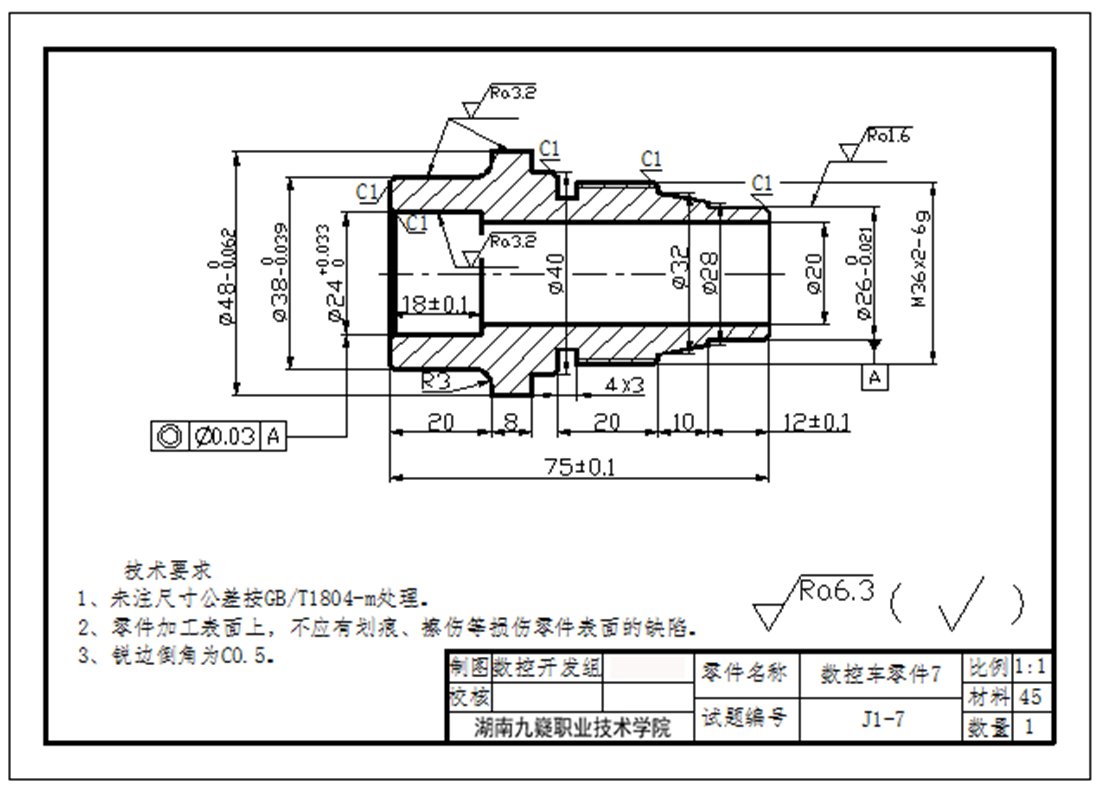 Ra3.2
Ra1.6
C1
C1
C1
C1
C1
Ra3.2
Ø48 0 -0.062
Ø38 0 -0.039
Ø24 +0.033 0
18±0.1
Ø40
Ø32
Ø28
Ø20
Ø26 0 -0.021
M36x2-6g
A
R3
4x3
20
8
20
10
12±0.1
75±0.1
◎ Ø0.03 A
技术要求
1、未注尺寸公差按GB/T1804-m处理。
2、零件加工表面上，不应有划痕、擦伤等损伤零件表面的缺陷。
3、锐边倒角为C0.5。
Ra6.3 ( √ )
制图 数控开发组 零件名称 数控车零件7 比例 1:1
校核 材料 45
湖南九嶷职业技术学院 试题编号 J1-7 数量 1